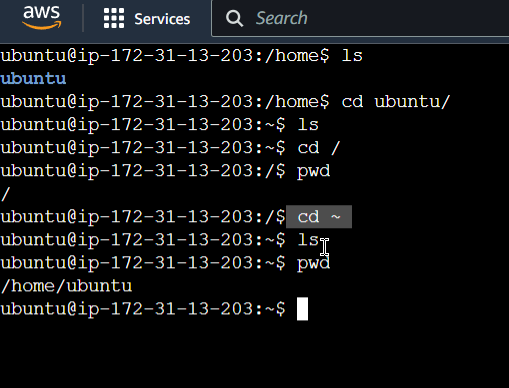 aws
Services
Search
ubuntu@ip-172-31-13-203:/home$ ls
ubuntu
ubuntu@ip-172-31-13-203:/home$ cd ubuntu/
ubuntu@ip-172-31-13-203:~$ ls
ubuntu@ip-172-31-13-203:~$ cd /
ubuntu@ip-172-31-13-203:/$ pwd
/
ubuntu@ip-172-31-13-203:/$ cd ~
ubuntu@ip-172-31-13-203:~$ ls
ubuntu@ip-172-31-13-203:~$ pwd
/home/ubuntu
ubuntu@ip-172-31-13-203:~$